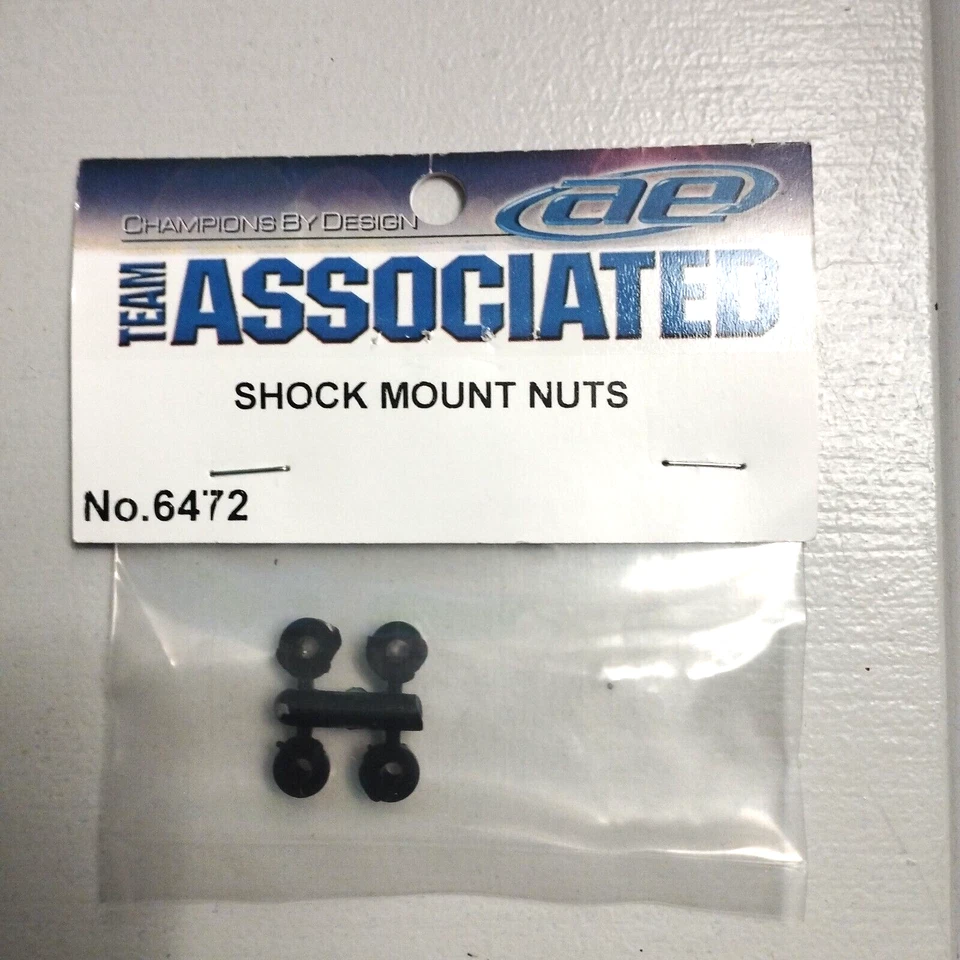 CHAMPIONS BY DESIGN
ae
TEAM ASSOCIATED
SHOCK MOUNT NUTS
No.6472